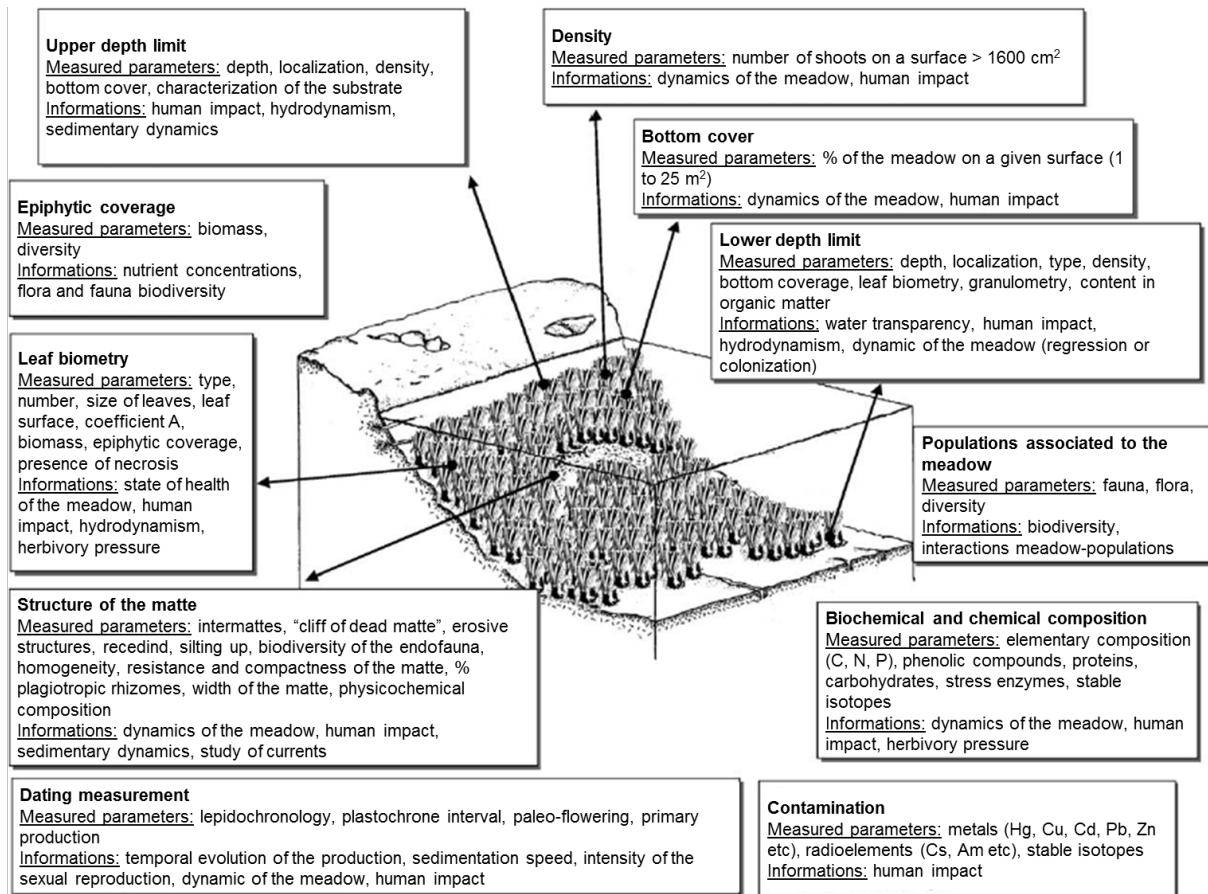 Upper depth limit
Measured parameters: depth, localization, density,
bottom cover, characterization of the substrate
Informations: human impact, hydrodynamism,
sedimentary dynamics
Density
Measured parameters: number of shoots on a surface > 1600 cm²
Informations: dynamics of the meadow, human impact
Bottom cover
Measured parameters: % of the meadow on a given surface (1
to 25 m²)
Informations: dynamics of the meadow, human impact
Epiphytic coverage
Measured parameters: biomass,
diversity
Informations: nutrient concentrations,
flora and fauna biodiversity
Lower depth limit
Measured parameters: depth, localization, type, density,
bottom coverage, leaf biometry, granulometry, content in
organic matter
Informations: water transparency, human impact,
hydrodynamism, dynamic of the meadow (regression or
colonization)
Leaf biometry
Measured parameters: type,
number, size of leaves, leaf
surface, coefficient A,
biomass, epiphytic coverage,
presence of necrosis
Informations: state of health
of the meadow, human
impact, hydrodynamism,
herbivory pressure
Populations associated to the
meadow
Measured parameters: fauna, flora,
diversity
Informations: biodiversity,
interactions meadow-populations
Structure of the matte
Measured parameters: intermattes, “cliff of dead matte”, erosive
structures, recedind, silting up, biodiversity of the endofauna,
homogeneity, resistance and compactness of the matte, %
plagiotropic rhizomes, width of the matte, physicochemical
composition
Informations: dynamics of the meadow, human impact,
sedimentary dynamics, study of currents
Biochemical and chemical composition
Measured parameters: elementary composition
(C, N, P), phenolic compounds, proteins,
carbohydrates, stress enzymes, stable
isotopes
Informations: dynamics of the meadow, human
impact, herbivory pressure
Dating measurement
Measured parameters: lepidochronology, plastochrone interval, paleo-flowering, primary
production
Informations: temporal evolution of the production, sedimentation speed, intensity of the
sexual reproduction, dynamic of the meadow, human impact
Contamination
Measured parameters: metals (Hg, Cu, Cd, Pb, Zn
etc), radioelements (Cs, Am etc), stable isotopes
Informations: human impact